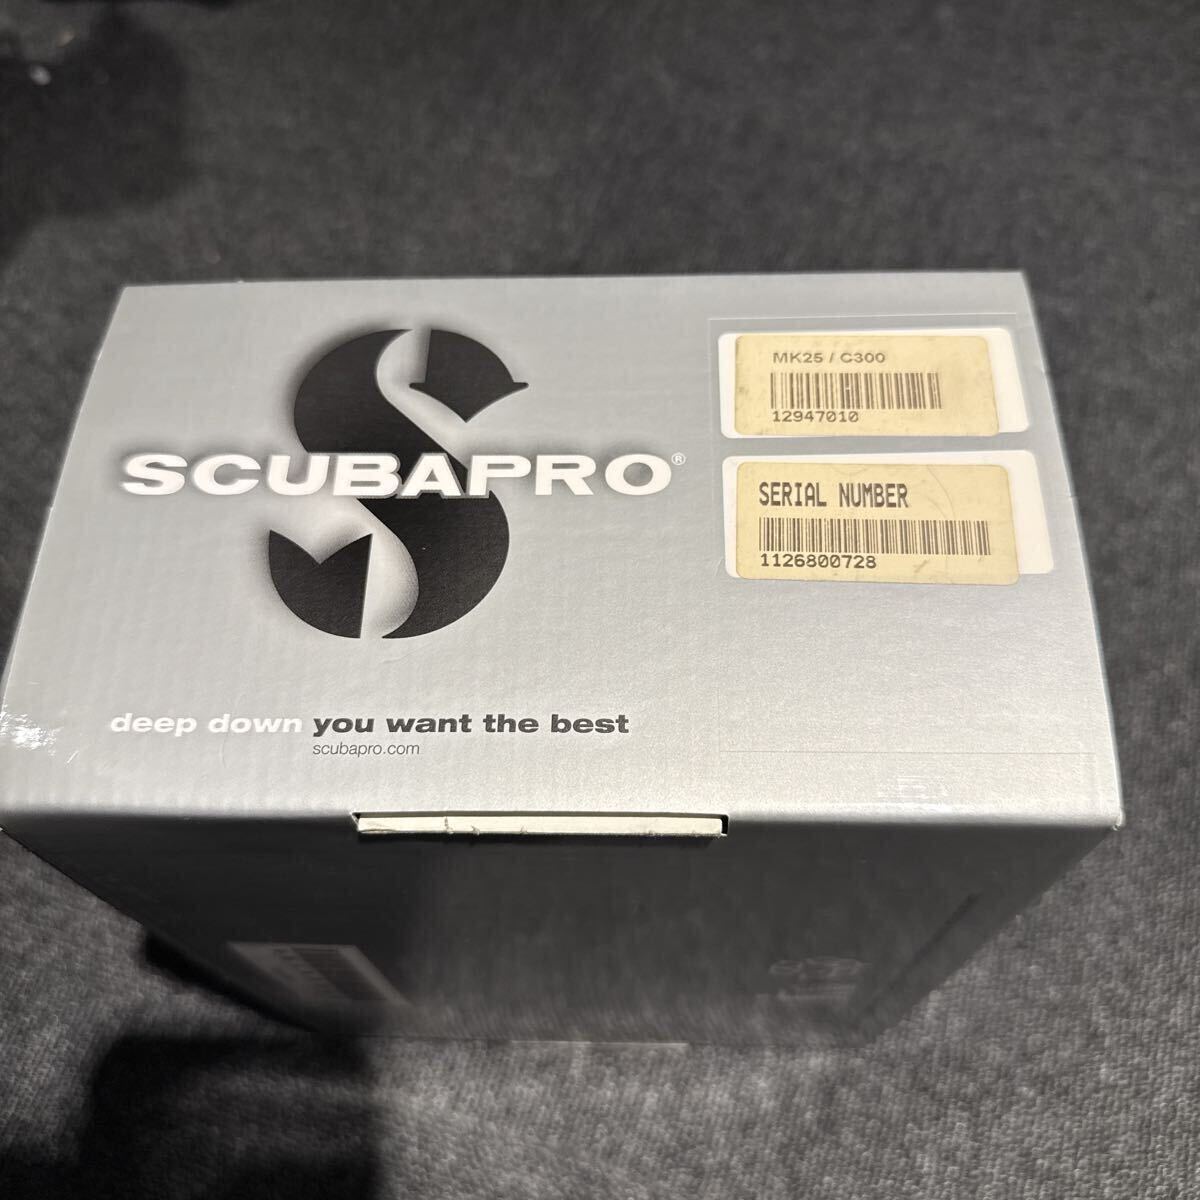 SCUBAPRO®
deep down you want the best
scubapro.com
MK25 / C300
12947010
SERIAL NUMBER
1126800728